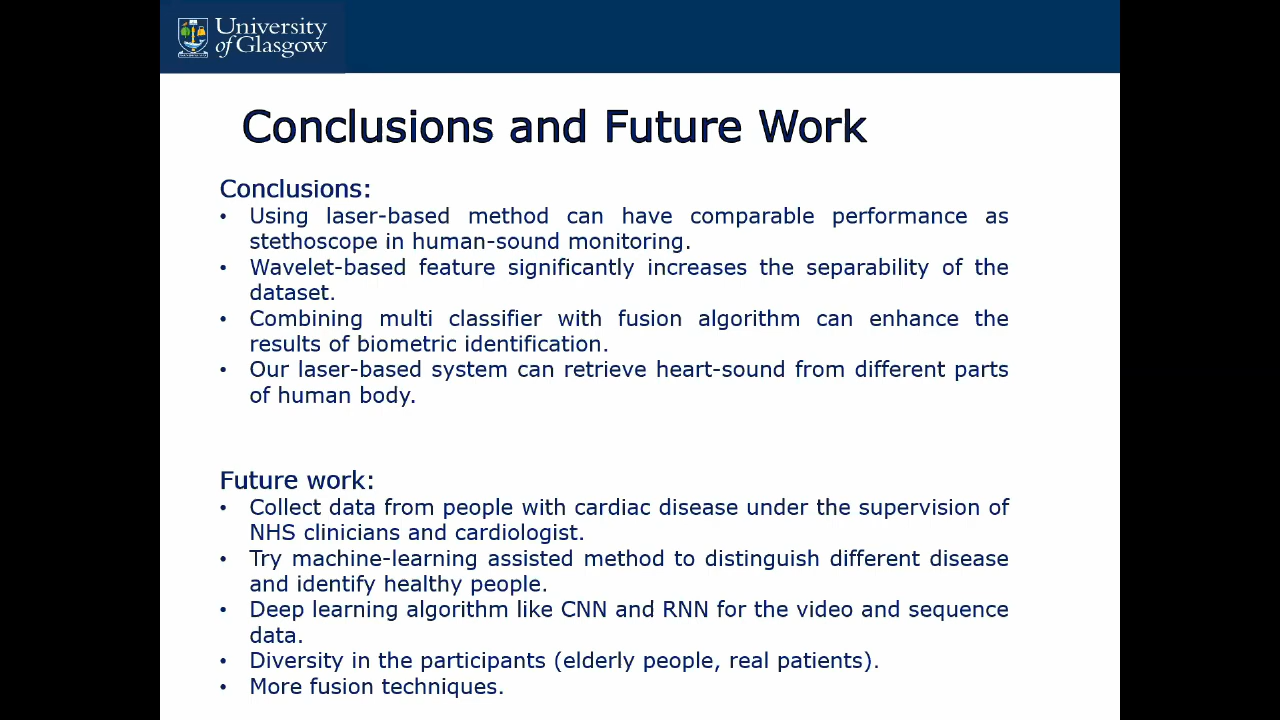 University
of Glasgow
Conclusions and Future Work
Conclusions:
• Using laser-based method can have comparable performance as
stethoscope in human-sound monitoring.
• Wavelet-based feature significantly increases the separability of the
dataset.
• Combining multi classifier with fusion algorithm can enhance the
results of biometric identification.
• Our laser-based system can retrieve heart-sound from different parts
of human body.
Future work:
• Collect data from people with cardiac disease under the supervision of
NHS clinicians and cardiologist.
• Try machine-learning assisted method to distinguish different disease
and identify healthy people.
• Deep learning algorithm like CNN and RNN for the video and sequence
data.
• Diversity in the participants (elderly people, real patients).
• More fusion techniques.